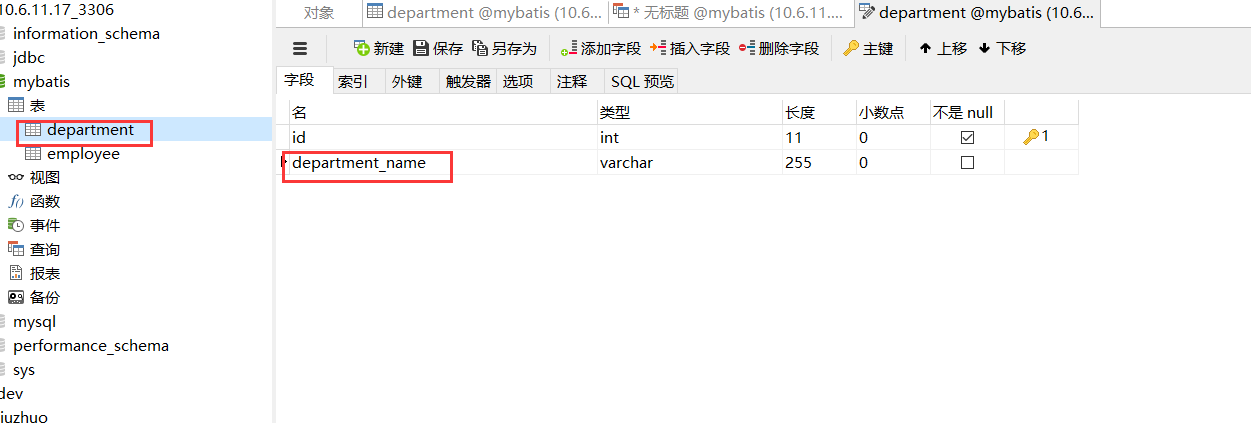 10.6.11.17_3306
information_schema
jdbc
mybatis
表
department
employee
视图
函数
事件
查询
报表
备份
mysql
performance_schema
sys
dev
iuzhuo
对象 department @mybatis (10.6... * 无标题 @mybatis (10.6.11.... department @mybatis (10.6...
新建 保存 另存为 添加字段 插入字段 删除字段 主键 上移 下移
字段 索引 外键 触发器 选项 注释 SQL 预览
名 类型 长度 小数点 不是 null
id int 11 0 1
department_name varchar 255 0